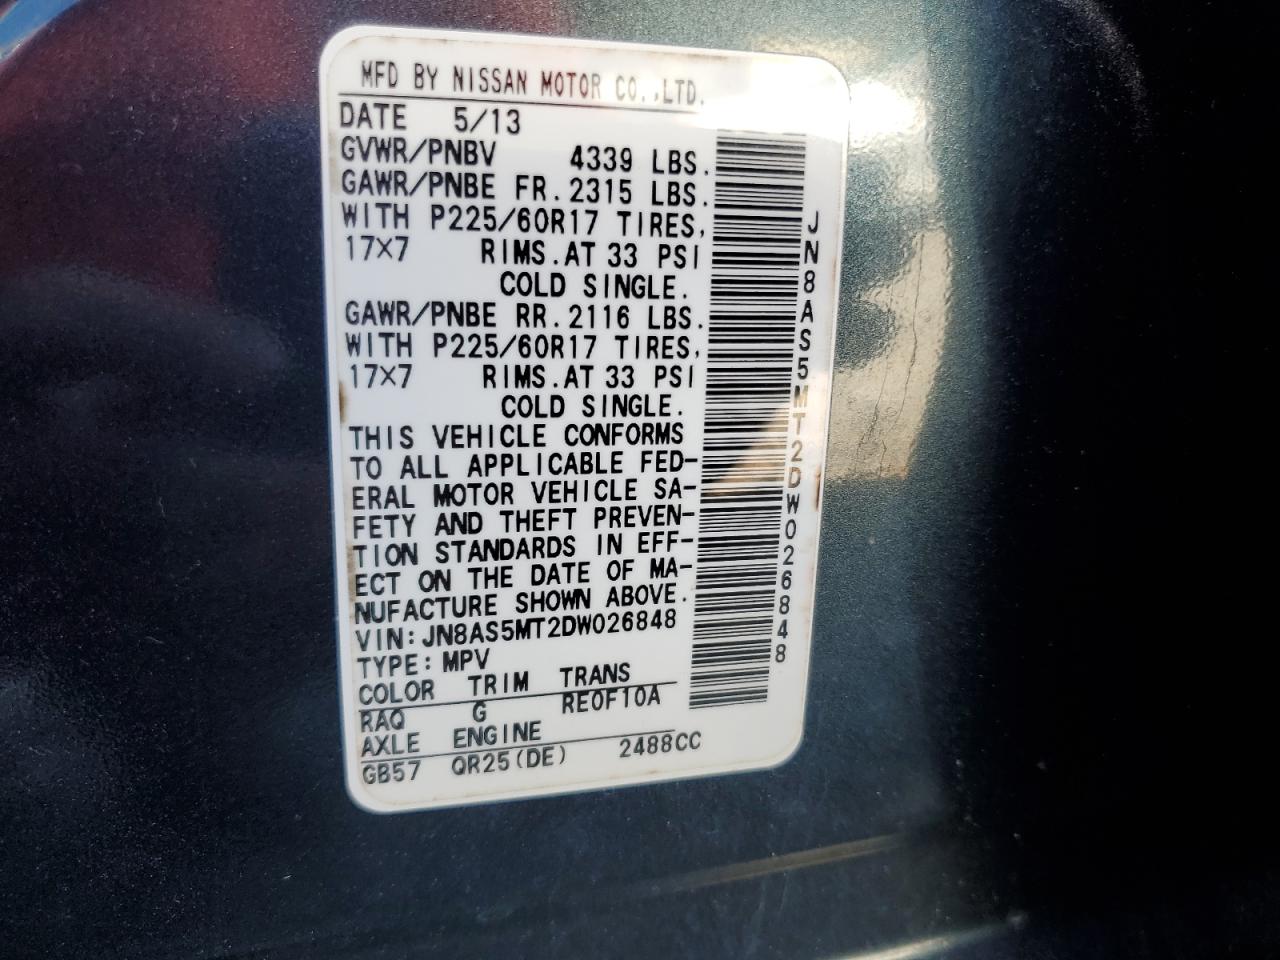 MFD BY NISSAN MOTOR CO.,LTD.
DATE 5/13
GVWR/PNBV 4339 LBS.
GAWR/PNBE FR.2315 LBS.
WITH P225/60R17 TIRES,
17×7 RIMS.AT 33 PSI
COLD SINGLE.
GAWR/PNBE RR.2116 LBS.
WITH P225/60R17 TIRES,
17×7 RIMS.AT 33 PSI
COLD SINGLE.
THIS VEHICLE CONFORMS
TO ALL APPLICABLE FED-
ERAL MOTOR VEHICLE SA-
FETY AND THEFT PREVEN-
TION STANDARDS IN EFF-
ECT ON THE DATE OF MA-
NUFACTURE SHOWN ABOVE.
VIN:JN8AS5MT2DW026848
TYPE:MPV
COLOR TRIM TRANS
RAQ G RE0F10A
AXLE ENGINE
GB57 QR25(DE) 2488CC
JN8AS5MT2DW026848